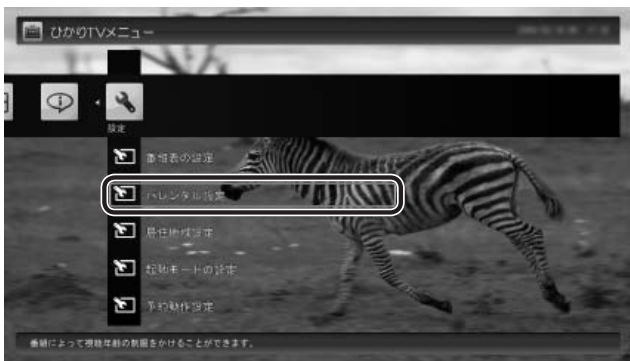 ひかりTVメニュー
設定
番組表の設定
パレンタル設定
居住地域設定
起動モードの設定
予約動作設定
番組によって視聴年齢の制限をかけることができます。